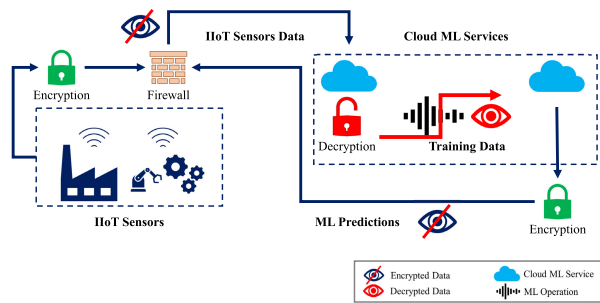 IIoT Sensors Data
Cloud ML Services
Encryption
Firewall
Decryption
Training Data
IIoT Sensors
ML Predictions
Encryption
Encrypted Data
Cloud ML Service
Decrypted Data
ML Operation